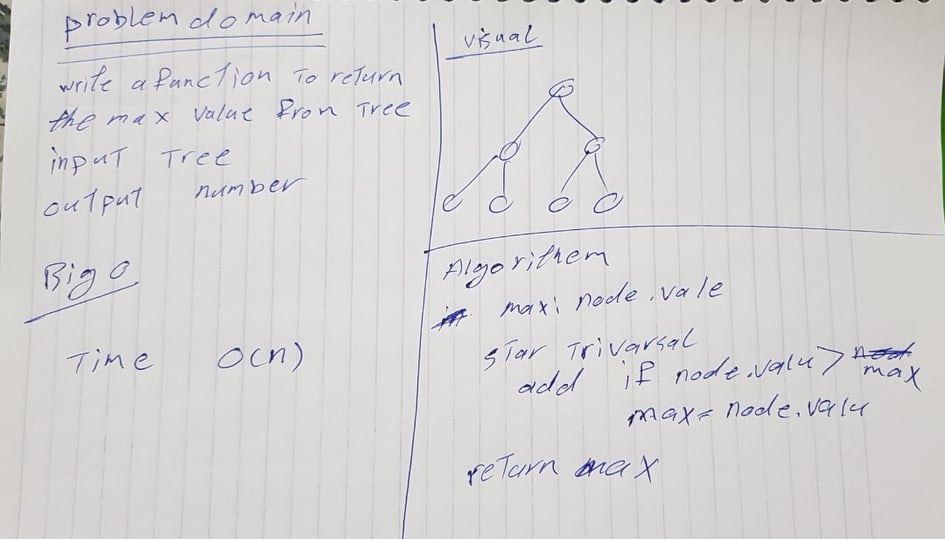 problem domain
write a function To return
the max value from Tree
input Tree
output number
Big O
Time O(n)
visual
Algorithem
max: node.vale
sTar Trivarsal
add if node.valu > max
max = node.valu
return max